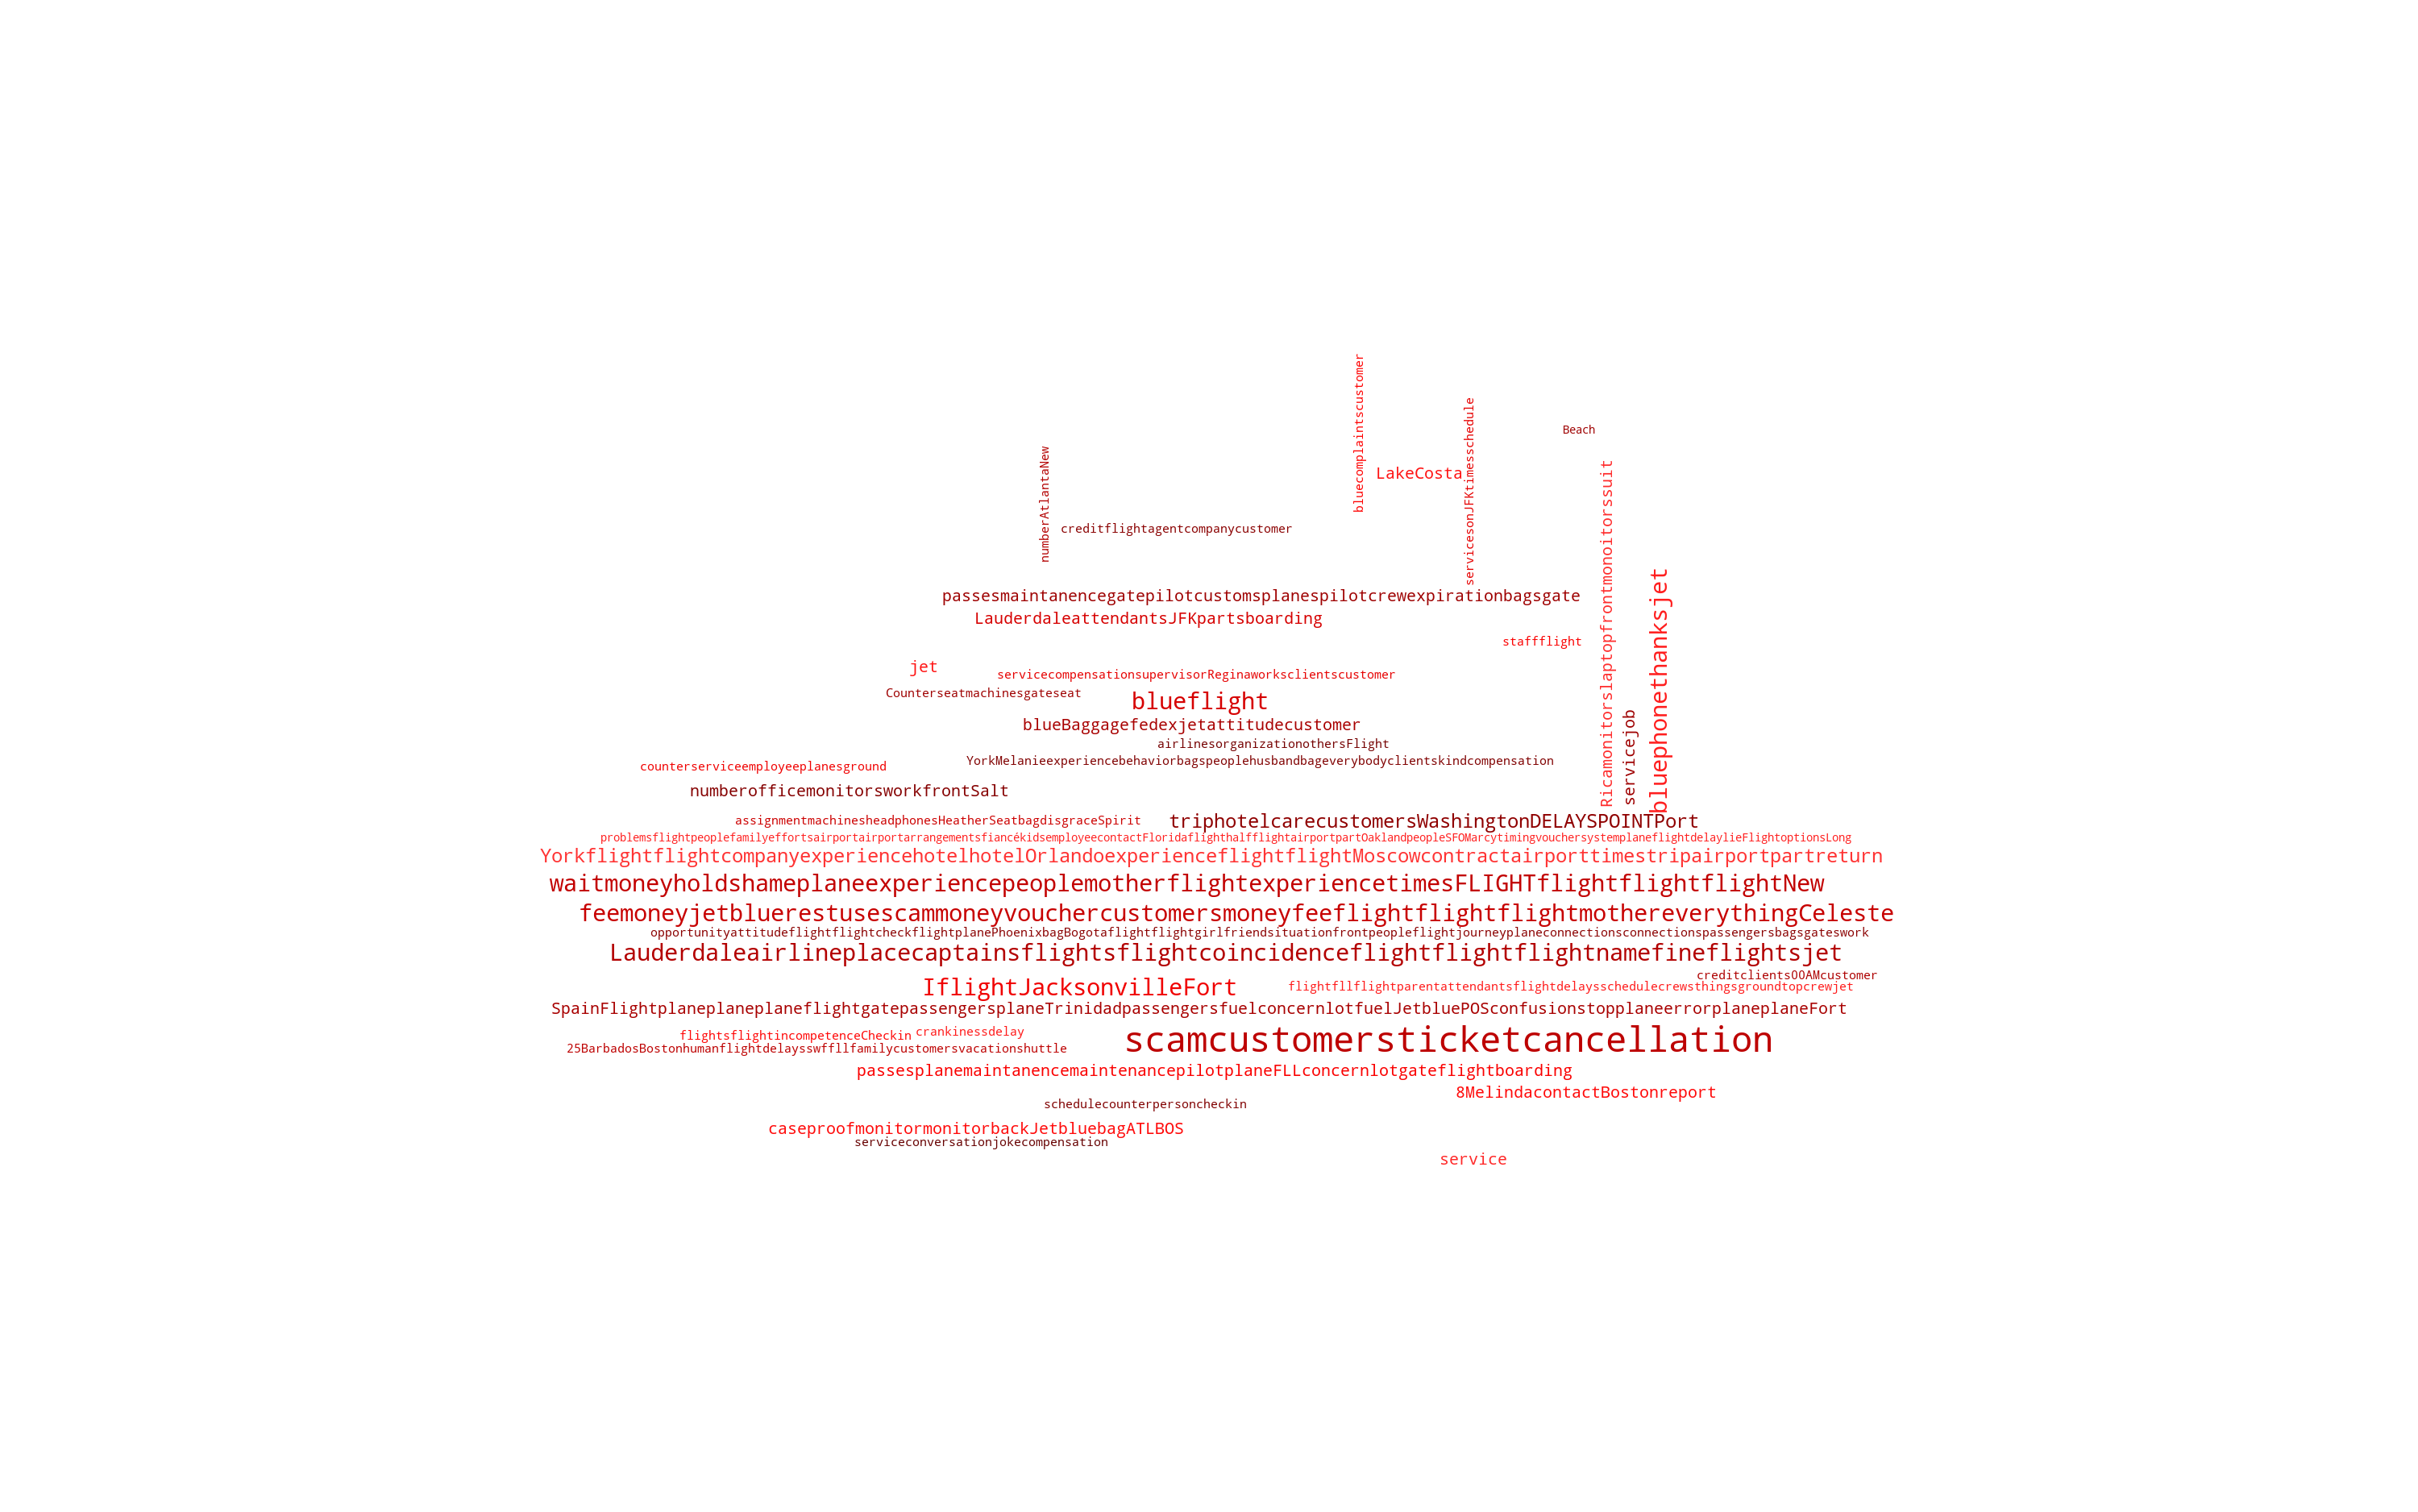 bluecomplaintscustomer
servicesonJFKtimesschedule
Beach
numberAtlantaNew
LakeCosta
Ricamonitorslaptopfrontmonoitorssuit
creditflightagentcompanycustomer
bluephonethanksjet
passesmaintanencegatepilotcustomsplanespilotcrewexpirationbagsgate
LauderdaleattendantsJFKpartsboarding
staffflight
jet
servicecompensationsupervisorReginaworksclientscustomer
Counterseatmachinesgateseat
blueflight
servicejob
blueBaggagefedexjetattitudecustomer
airlinesorganizationothersFlight
YorkMelanieexperiencebehaviorbagspeoplehusbandbageverybodyclientskindcompensation
counterserviceemployeeplanesground
numberofficemonitorsworkfrontSalt
assignmentmachinesheadphonesHeatherSeatbagdisgraceSpirit
triphotelcarecustomersWashingtonDELAYSPOINTPort
problemsflightpeoplefamilyeffortsairportairportarrangementsfiancékidsemployeecontactFloridaflighthalfflightairportpartOaklandpeopleSFOMarcytimingvouchersystemplaneflightdelaylieFlightoptionsLong
YorkflightflightcompanyexperiencehotelhotelOrlandoexperienceflightflightMoscowcontractairporttimestripairportpartreturn
waitmoneyholdshameplaneexperiencepeoplemotherflightexperiencetimesFLIGHTflightflightflightNew
feemoneyjetbluerestusescammoneyvouchercustomersmoneyfeeflightflightflightmothereverythingCeleste
opportunityattitudeflightflightcheckflightplanePhoenixbagBogotaflightflightgirlfriendsituationfrontpeopleflightjourneyplaneconnectionsconnectionspassengersbagsgateswork
Lauderdaleairlineplacecaptainsflightsflightcoincidenceflightflightflightnamefineflightsjet
creditclients00AMcustomer
IflightJacksonvilleFort
flightfllflightparentattendantsflightdelaysschedulecrewsthingsgroundtopcrewjet
SpainFlightplaneplaneplaneflightgatepassengersplaneTrinidadpassengersfuelconcernlotfuelJetbluePOSconfusionstopplaneerrorplaneplaneFort
flightsflightincompetenceCheckin
crankinessdelay
scamcustomersticketcancellation
25BarbadosBostonhumanflightdelaysswffllfamilycustomersvacationshuttle
passesplanemaintanencemaintenancepilotplaneFLLconcernlotgateflightboarding
8MelindacontactBostonreport
schedulecounterpersoncheckin
caseproofmonitormonitorbackJetbluebagATLBOS
serviceconversationjokecompensation
service